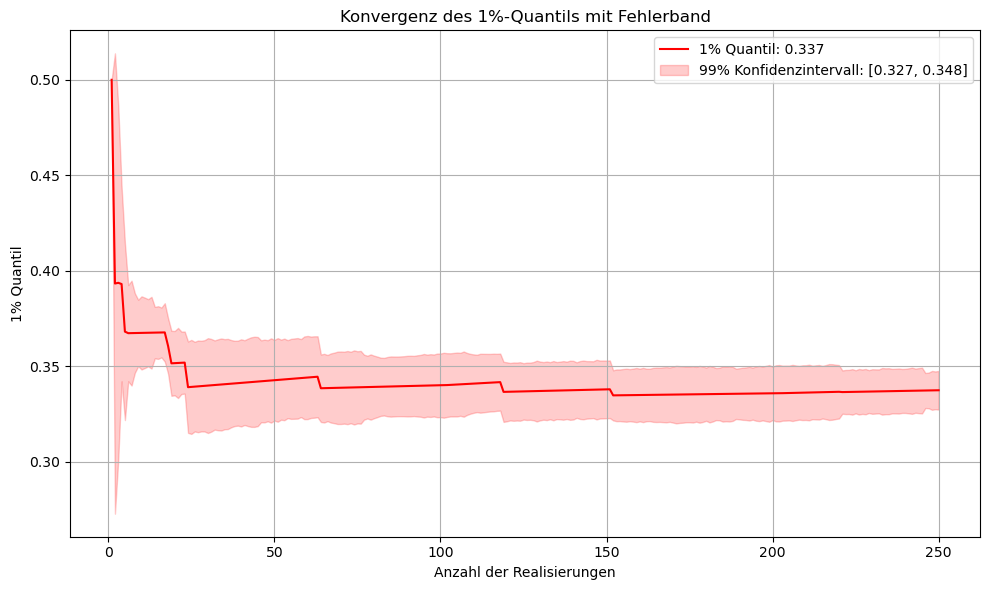 Konvergenz des 1%-Quantils mit Fehlerband
1% Quantil: 0.337
99% Konfidenzintervall: [0.327, 0.348]
1% Quantil
0.50
0.45
0.40
0.35
0.30
0
50
100
150
200
250
Anzahl der Realisierungen